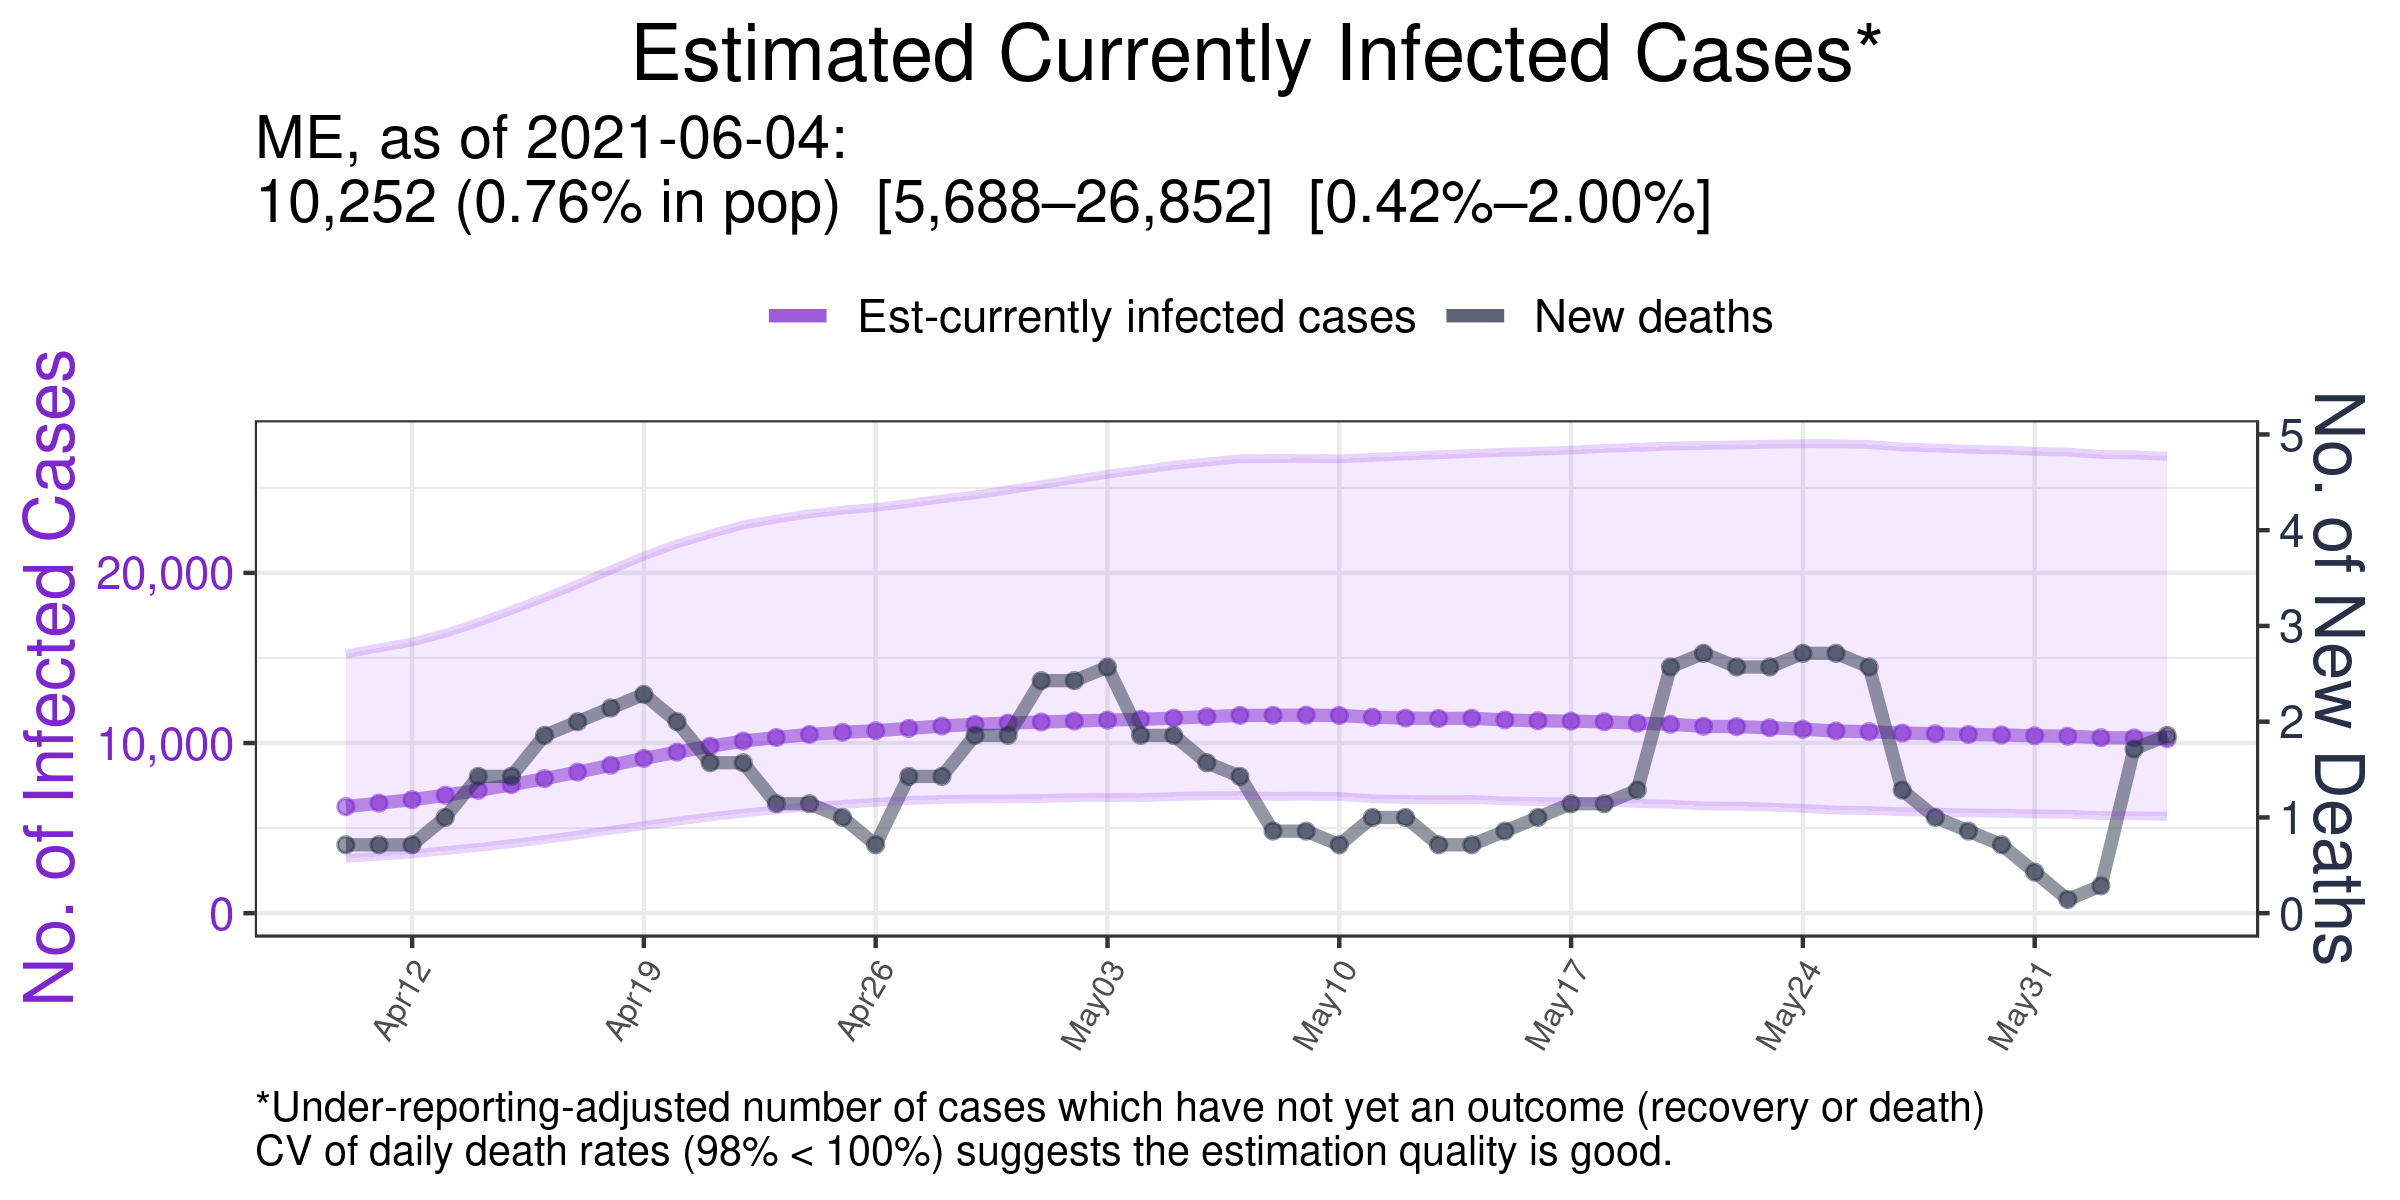 Estimated Currently Infected Cases*
ME, as of 2021-06-04:
10,252 (0.76% in pop) [5,688–26,852] [0.42%–2.00%]
Est-currently infected cases New deaths
No. of Infected Cases
20,000
10,000
0
5
4
3
2
1
0
No. of New Deaths
Apr12 Apr19 Apr26 May03 May10 May17 May24 May31
*Under-reporting-adjusted number of cases which have not yet an outcome (recovery or death)
CV of daily death rates (98% < 100%) suggests the estimation quality is good.